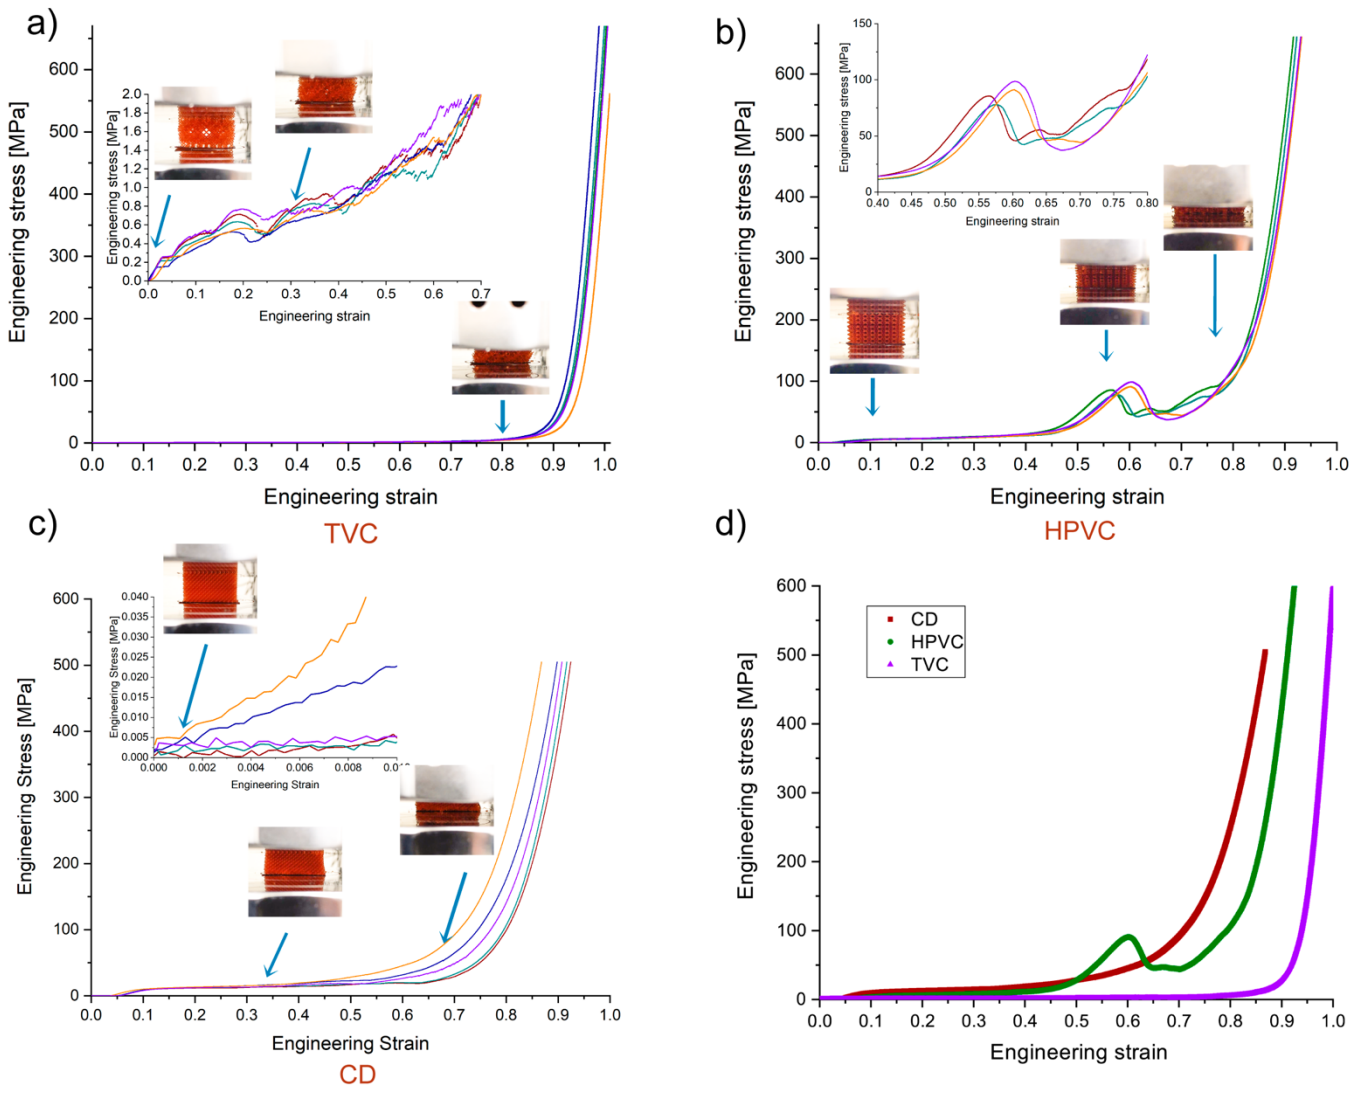 a)
Engineering stress [MPa]
600
500
400
300
200
100
0
0.0 0.1 0.2 0.3 0.4 0.5 0.6 0.7 0.8 0.9 1.0
Engineering strain
TVC
Engineering stress [MPa]
2.0
1.8
1.6
1.4
1.2
1.0
0.8
0.6
0.4
0.2
0.0
0.0 0.1 0.2 0.3 0.4 0.5 0.6 0.7
Engineering strain
b)
Engineering stress [MPa]
600
500
400
300
200
100
0
0.0 0.1 0.2 0.3 0.4 0.5 0.6 0.7 0.8 0.9 1.0
Engineering strain
HPVC
Engineering stress [MPa]
150
100
50
0
0.40 0.45 0.50 0.55 0.60 0.65 0.70 0.75 0.80
Engineering strain
c)
Engineering Stress [MPa]
600
500
400
300
200
100
0
0.0 0.1 0.2 0.3 0.4 0.5 0.6 0.7 0.8 0.9 1.0
Engineering Strain
CD
Engineering Stress [MPa]
0.040
0.035
0.030
0.025
0.020
0.015
0.010
0.005
0.000
0.000 0.002 0.004 0.006 0.008
Engineering Strain
d)
Engineering stress [MPa]
600
500
400
300
200
100
0
0.0 0.1 0.2 0.3 0.4 0.5 0.6 0.7 0.8 0.9 1.0
Engineering strain
CD
HPVC
TVC